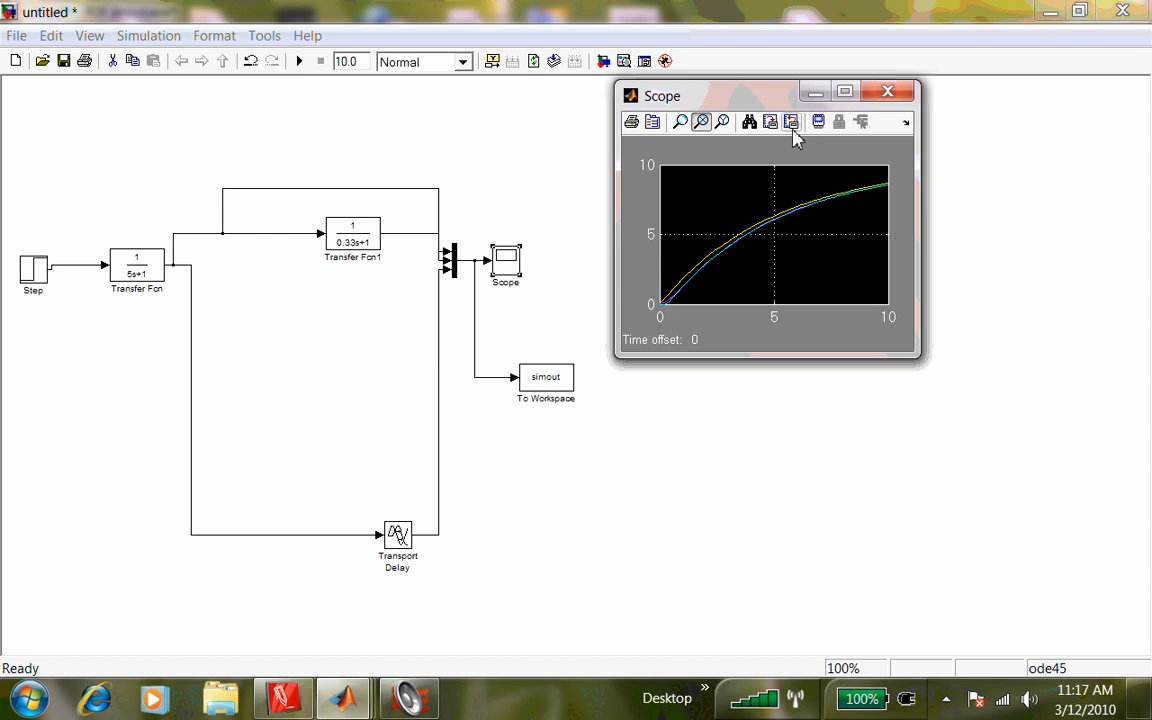 untitled *
File Edit View Simulation Format Tools Help
10.0 Normal
Scope
10
5
0
0 5 10
Time offset: 0
1
0.33s+1
Transfer Fcn1
Step
1
5s+1
Transfer Fcn
Scope
simout
To Workspace
Transport
Delay
Ready 100% ode45
Desktop » 100% 11:17 AM
3/12/2010